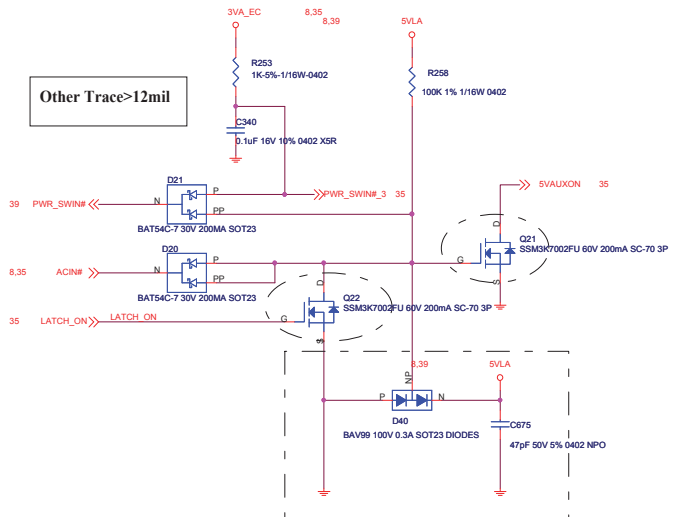 3VA_EC 8,35
8,39 5VLA
R253
1K-5%-1/16W-0402
R258
100K 1% 1/16W 0402
Other Trace>12mil
C340
0.1uF 16V 10% 0402 X5R
D21
39 PWR_SWIN# N P PWR_SWIN#_3 35
PP
BAT54C-7 30V 200MA SOT23
5VAUXON 35
D
Q21
SSM3K7002FU 60V 200mA SC-70 3P
G
S
D20
8,35 ACIN# N P
PP
BAT54C-7 30V 200MA SOT23
D
Q22
SSM3K7002FU 60V 200mA SC-70 3P
35 LATCH_ON LATCH_ON G
S
8,39 5VLA
NP
P N
D40
BAV99 100V 0.3A SOT23 DIODES
C675
47pF 50V 5% 0402 NPO